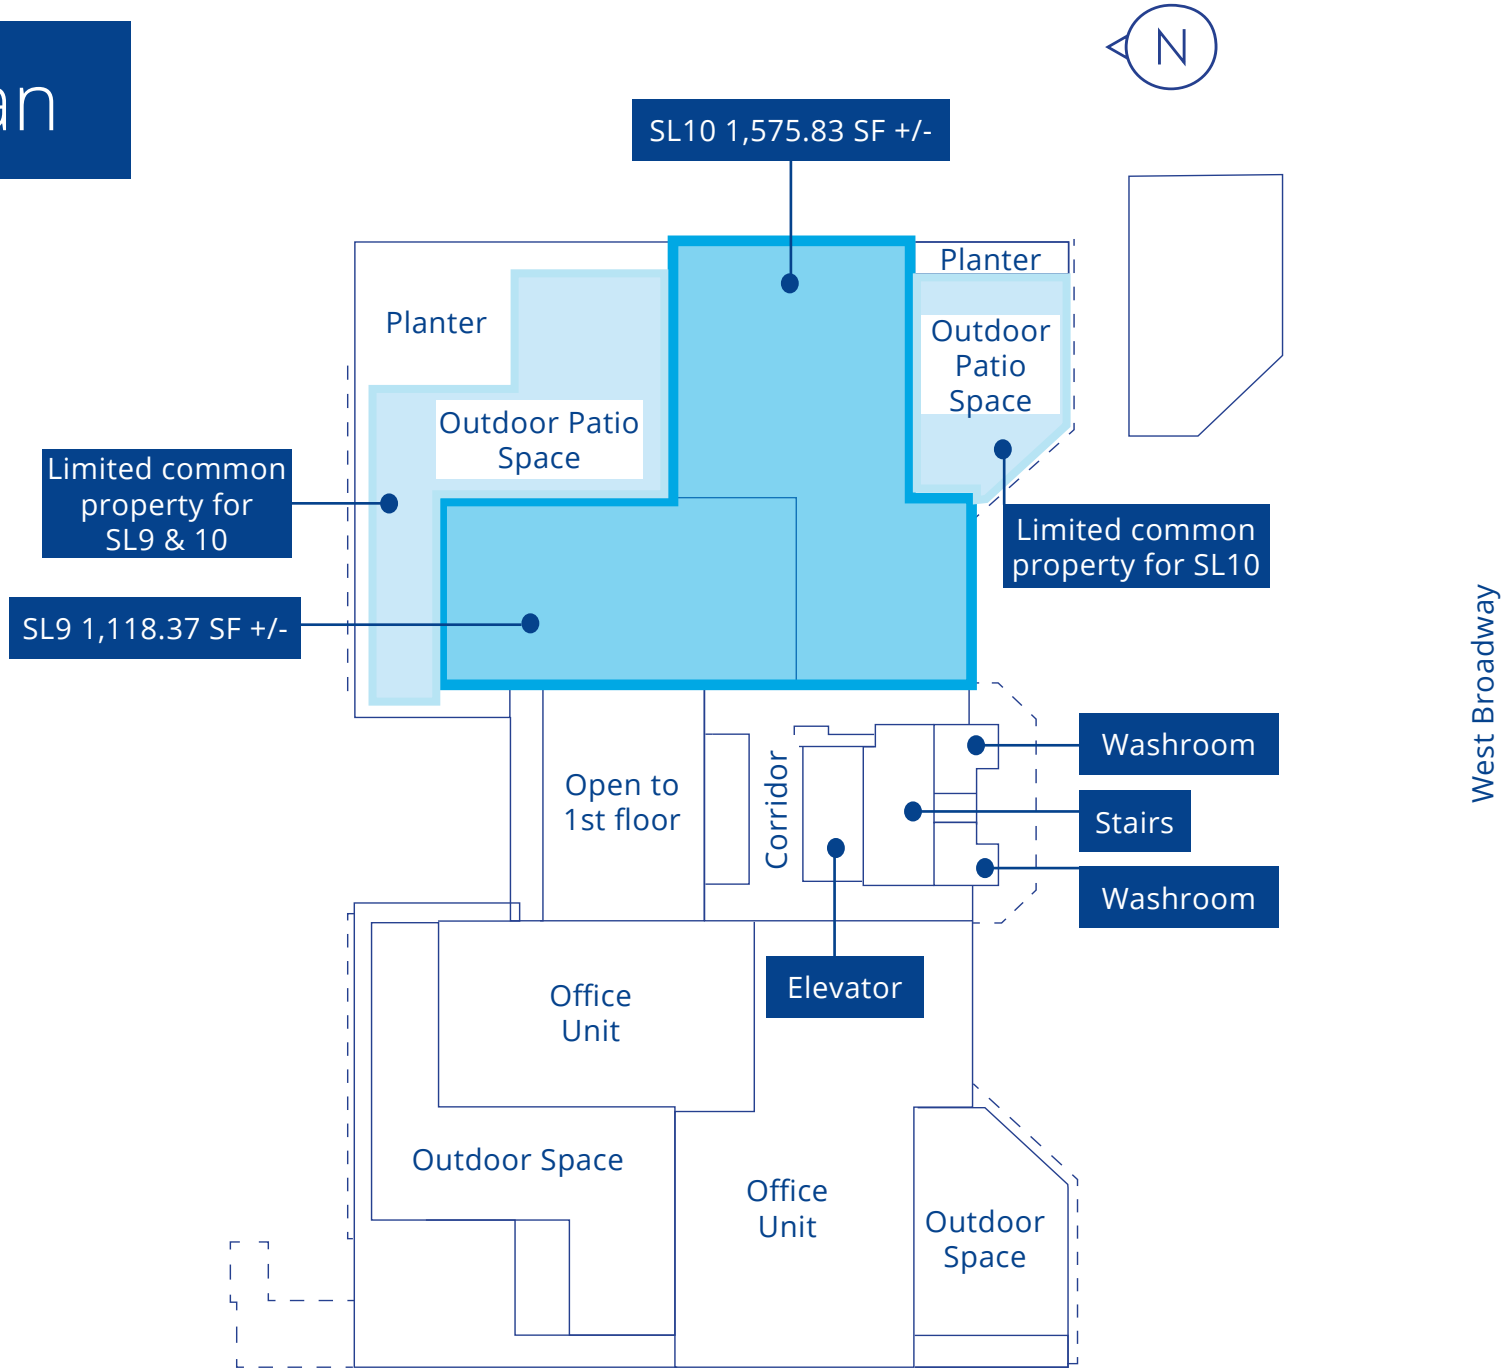 an
N
SL10 1,575.83 SF +/-
Planter
Planter
Outdoor
Patio
Space
Outdoor Patio
Space
Limited common
property for
SL9 & 10
Limited common
property for SL10
SL9 1,118.37 SF +/-
West Broadway
Washroom
Open to
1st floor
Corridor
Stairs
Washroom
Elevator
Office
Unit
Outdoor Space
Office
Unit
Outdoor
Space